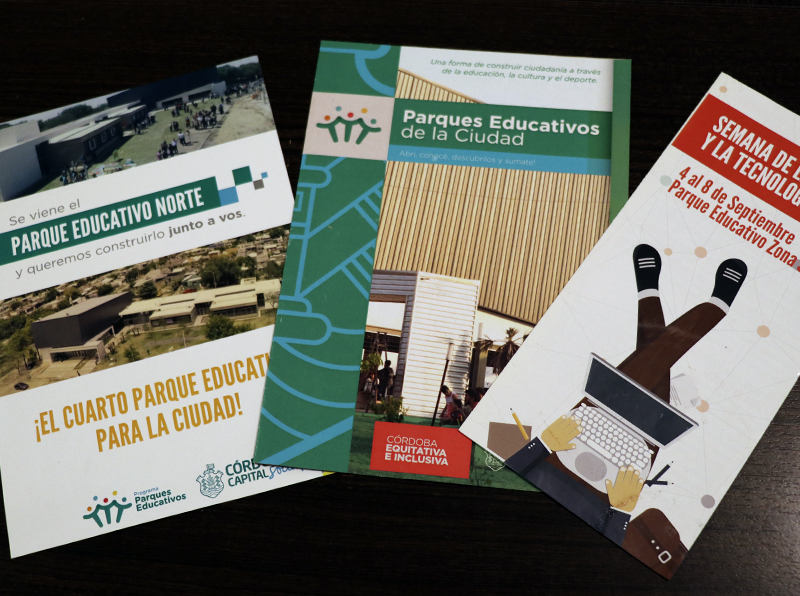 Se viene el
PARQUE EDUCATIVO NORTE
y queremos construirlo junto a vos.
¡EL CUARTO PARQUE
PARA LA CIUDAD!
Programa
Parques
Educativos
CAPITAL
Una forma de construir ciudadanía a través
de la educación, la cultura y el deporte.
Parques Educativos
de la Ciudad
Abrí, conocé, descubrilos y sumate!
CÓRDOBA
EQUITATIVA
E INCLUSIVA
SEMANA DE
Y LA
4 al 8 de Septiembre
Parque Educativo Zona